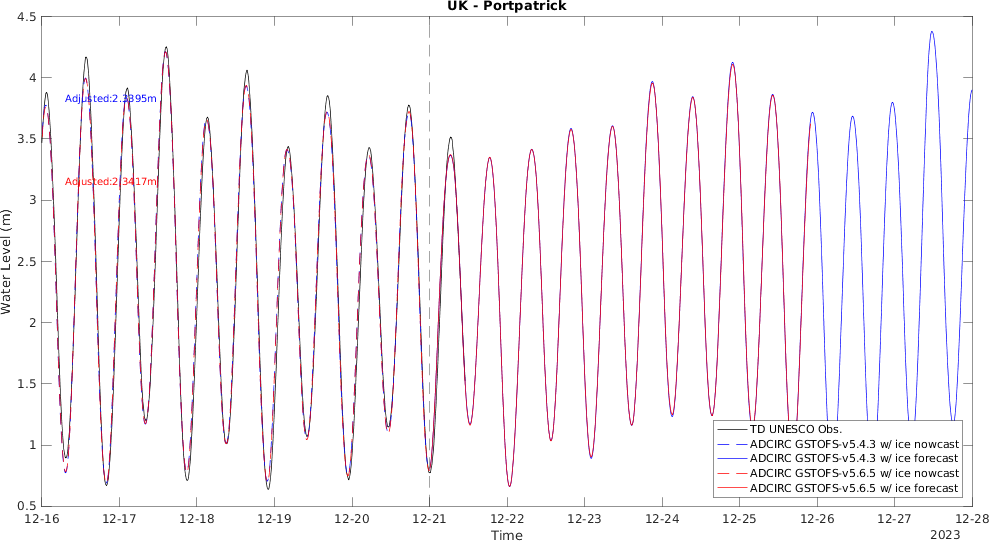 UK - Portpatrick
4.5
4
3.5
3
2.5
2
1.5
1
0.5
Water Level (m)
Adjusted:2.3395m
Adjusted:2.3417m
TD UNESCO Obs.
ADCIRC GSTOFS-v5.4.3 w/ ice nowcast
ADCIRC GSTOFS-v5.4.3 w/ ice forecast
ADCIRC GSTOFS-v5.6.5 w/ ice nowcast
ADCIRC GSTOFS-v5.6.5 w/ ice forecast
12-16 12-17 12-18 12-19 12-20 12-21 12-22 12-23 12-24 12-25 12-26 12-27 12-28
Time
2023